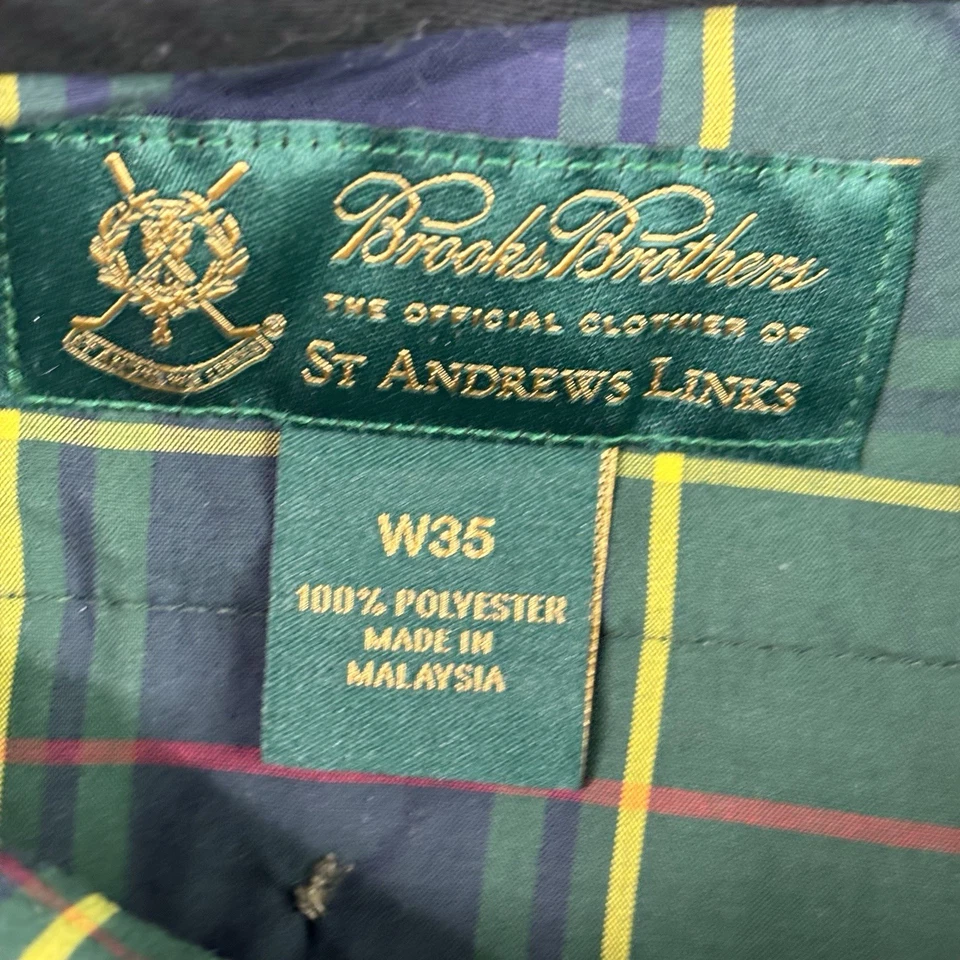 Brooks Brothers
THE OFFICIAL CLOTHIER OF
ST ANDREWS LINKS
W35
100% POLYESTER
MADE IN
MALAYSIA